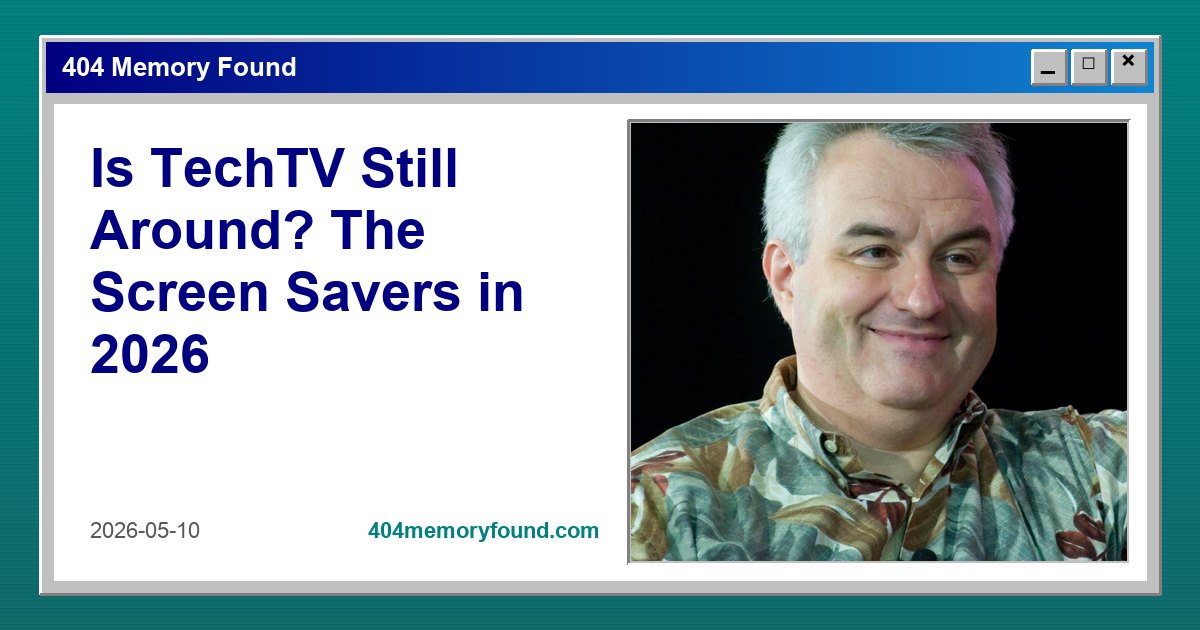 404 Memory Found
Is TechTV Still
Around? The
Screen Savers in
2026
2026-05-10
404memoryfound.com